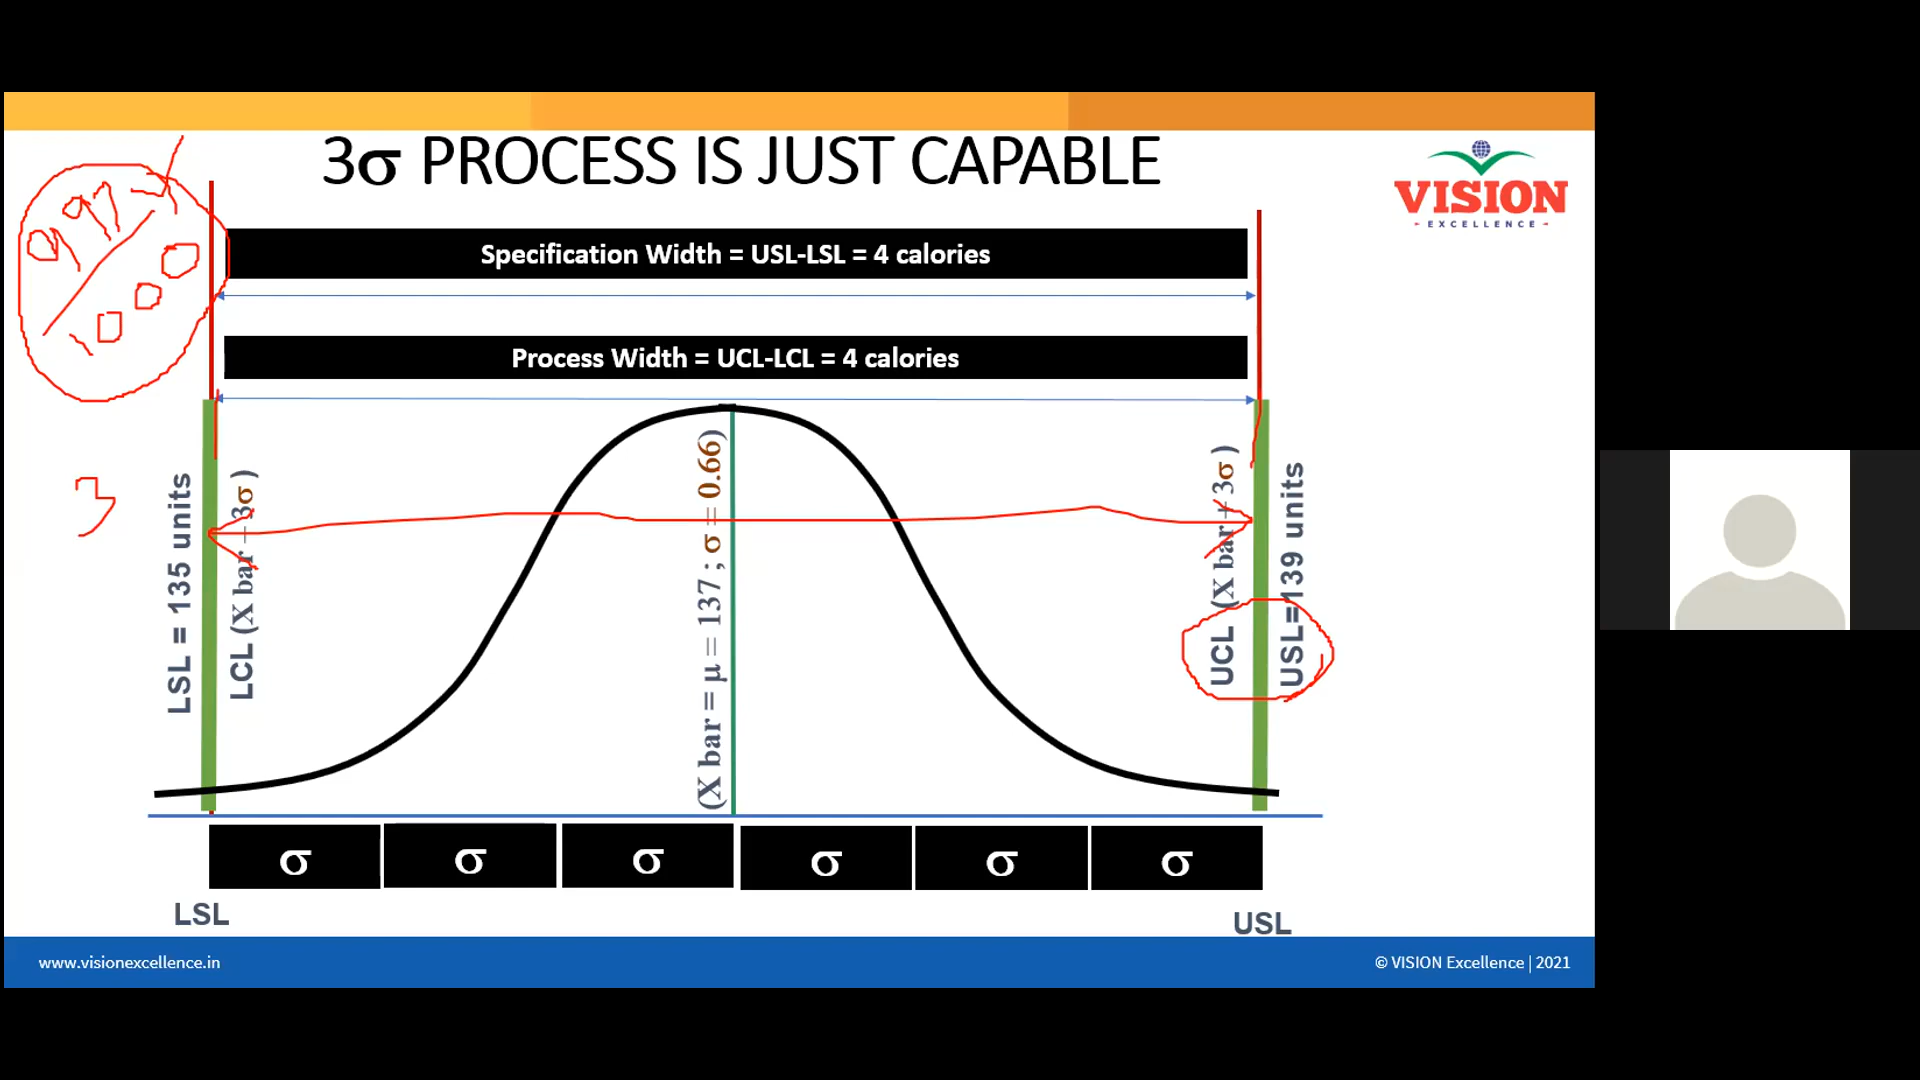 3σ PROCESS IS JUST CAPABLE
VISION
- EXCELLENCE -
Specification Width = USL-LSL = 4 calories
Process Width = UCL-LCL = 4 calories
3
LSL = 135 units
LCL (X bar – 3σ )
(X bar = μ = 137 ; σ = 0.66)
UCL (X bar + 3σ )
USL=139 units
σ σ σ σ σ σ
LSL
USL
www.visionexcellence.in
© VISION Excellence | 2021